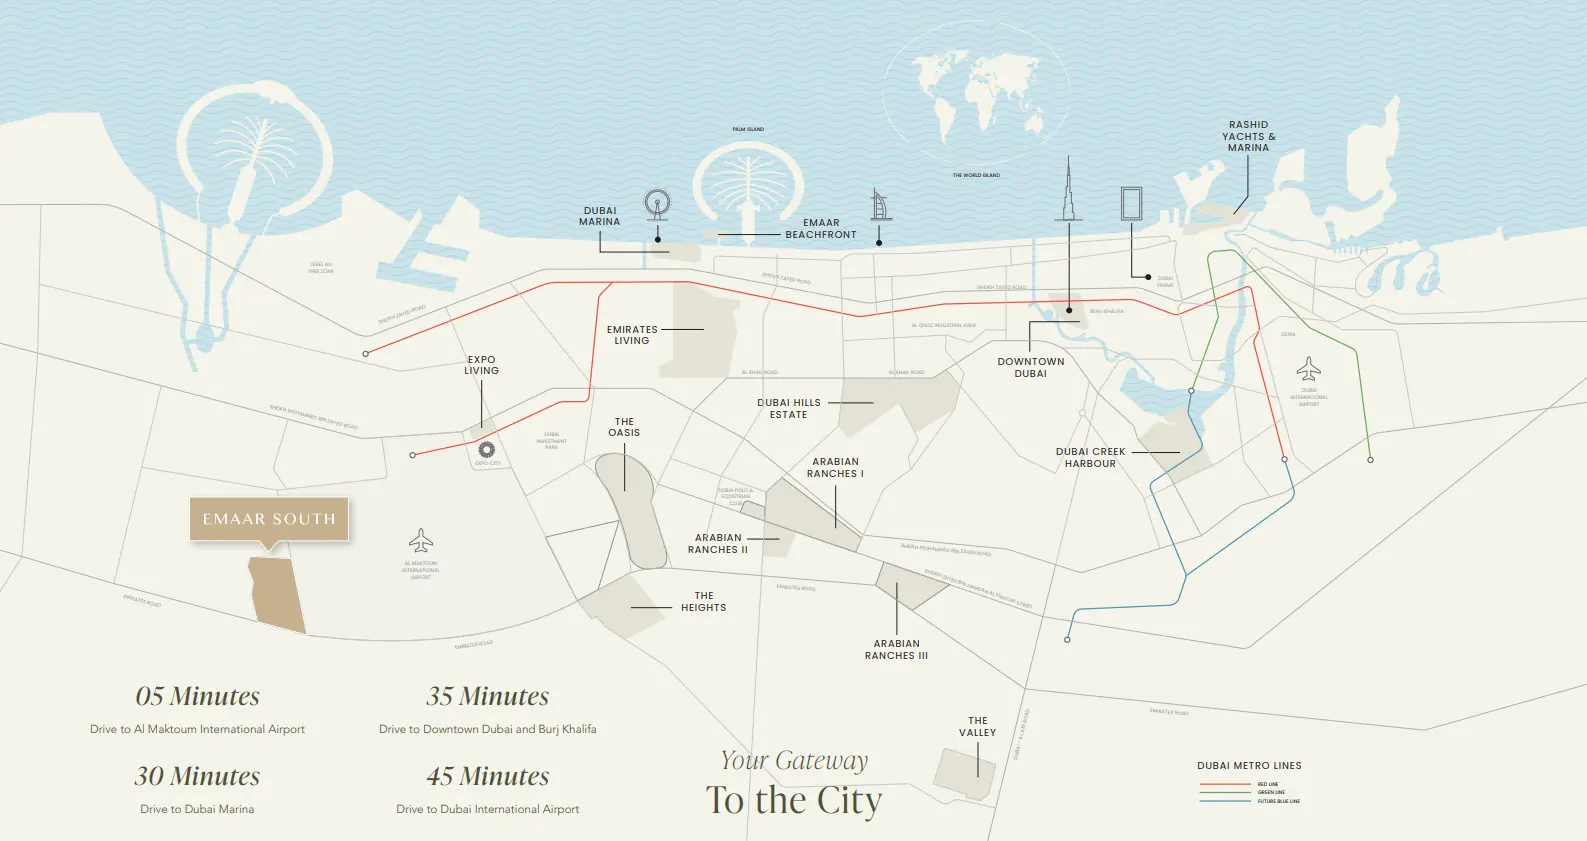 PALM ISLAND
THE WORLD ISLAND
RASHID
YACHTS &
MARINA
DUBAI
MARINA
EMAAR
BEACHFRONT
JEBEL ALI
FREE ZONE
SHEIKH ZAYED ROAD
SHEIKH ZAYED ROAD
SHEIKH ZAYED ROAD
DUBAI
FRAME
BURJ KHALIFA
AL QUOZ INDUSTRIAL AREA
DEIRA
EMIRATES
LIVING
EXPO
LIVING
DOWNTOWN
DUBAI
AL KHAIL ROAD
AL KHAIL ROAD
DUBAI
INTERNATIONAL
AIRPORT
DUBAI HILLS
ESTATE
SHEIKH MOHAMMED BIN ZAYED ROAD
THE
OASIS
DUBAI
INVESTMENT
PARK
EXPO CITY
ARABIAN
RANCHES I
DUBAI CREEK
HARBOUR
DUBAI POLO &
EQUESTRIAN
CLUB
EMAAR SOUTH
ARABIAN
RANCHES II
SHEIKH MOHAMMED BIN ZAYED ROAD
AL MAKTOUM
INTERNATIONAL
AIRPORT
SHEIKH ZAYED BIN HAMDAN AL NAHYAN STREET
EMIRATES ROAD
EMIRATES ROAD
THE
HEIGHTS
EMIRATES ROAD
ARABIAN
RANCHES III
EMIRATES ROAD
THE
VALLEY
DUBAI - AL AIN ROAD
05 Minutes
Drive to Al Maktoum International Airport
35 Minutes
Drive to Downtown Dubai and Burj Khalifa
30 Minutes
Drive to Dubai Marina
45 Minutes
Drive to Dubai International Airport
Your Gateway
To the City
DUBAI METRO LINES
RED LINE
GREEN LINE
FUTURE BLUE LINE